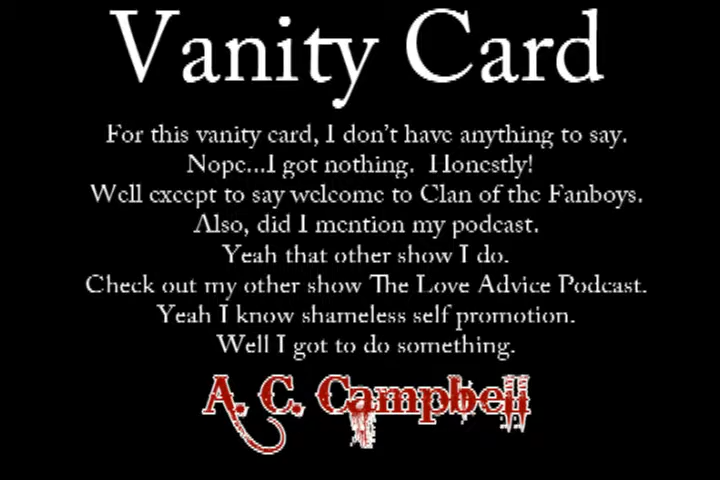 Vanity Card
For this vanity card, I don't have anything to say.
Nope...I got nothing.  Honestly!
Well except to say welcome to Clan of the Fanboys.
Also, did I mention my podcast.
Yeah that other show I do.
Check out my other show The Love Advice Podcast.
Yeah I know shameless self promotion.
Well I got to do something.
A. C. Campbell